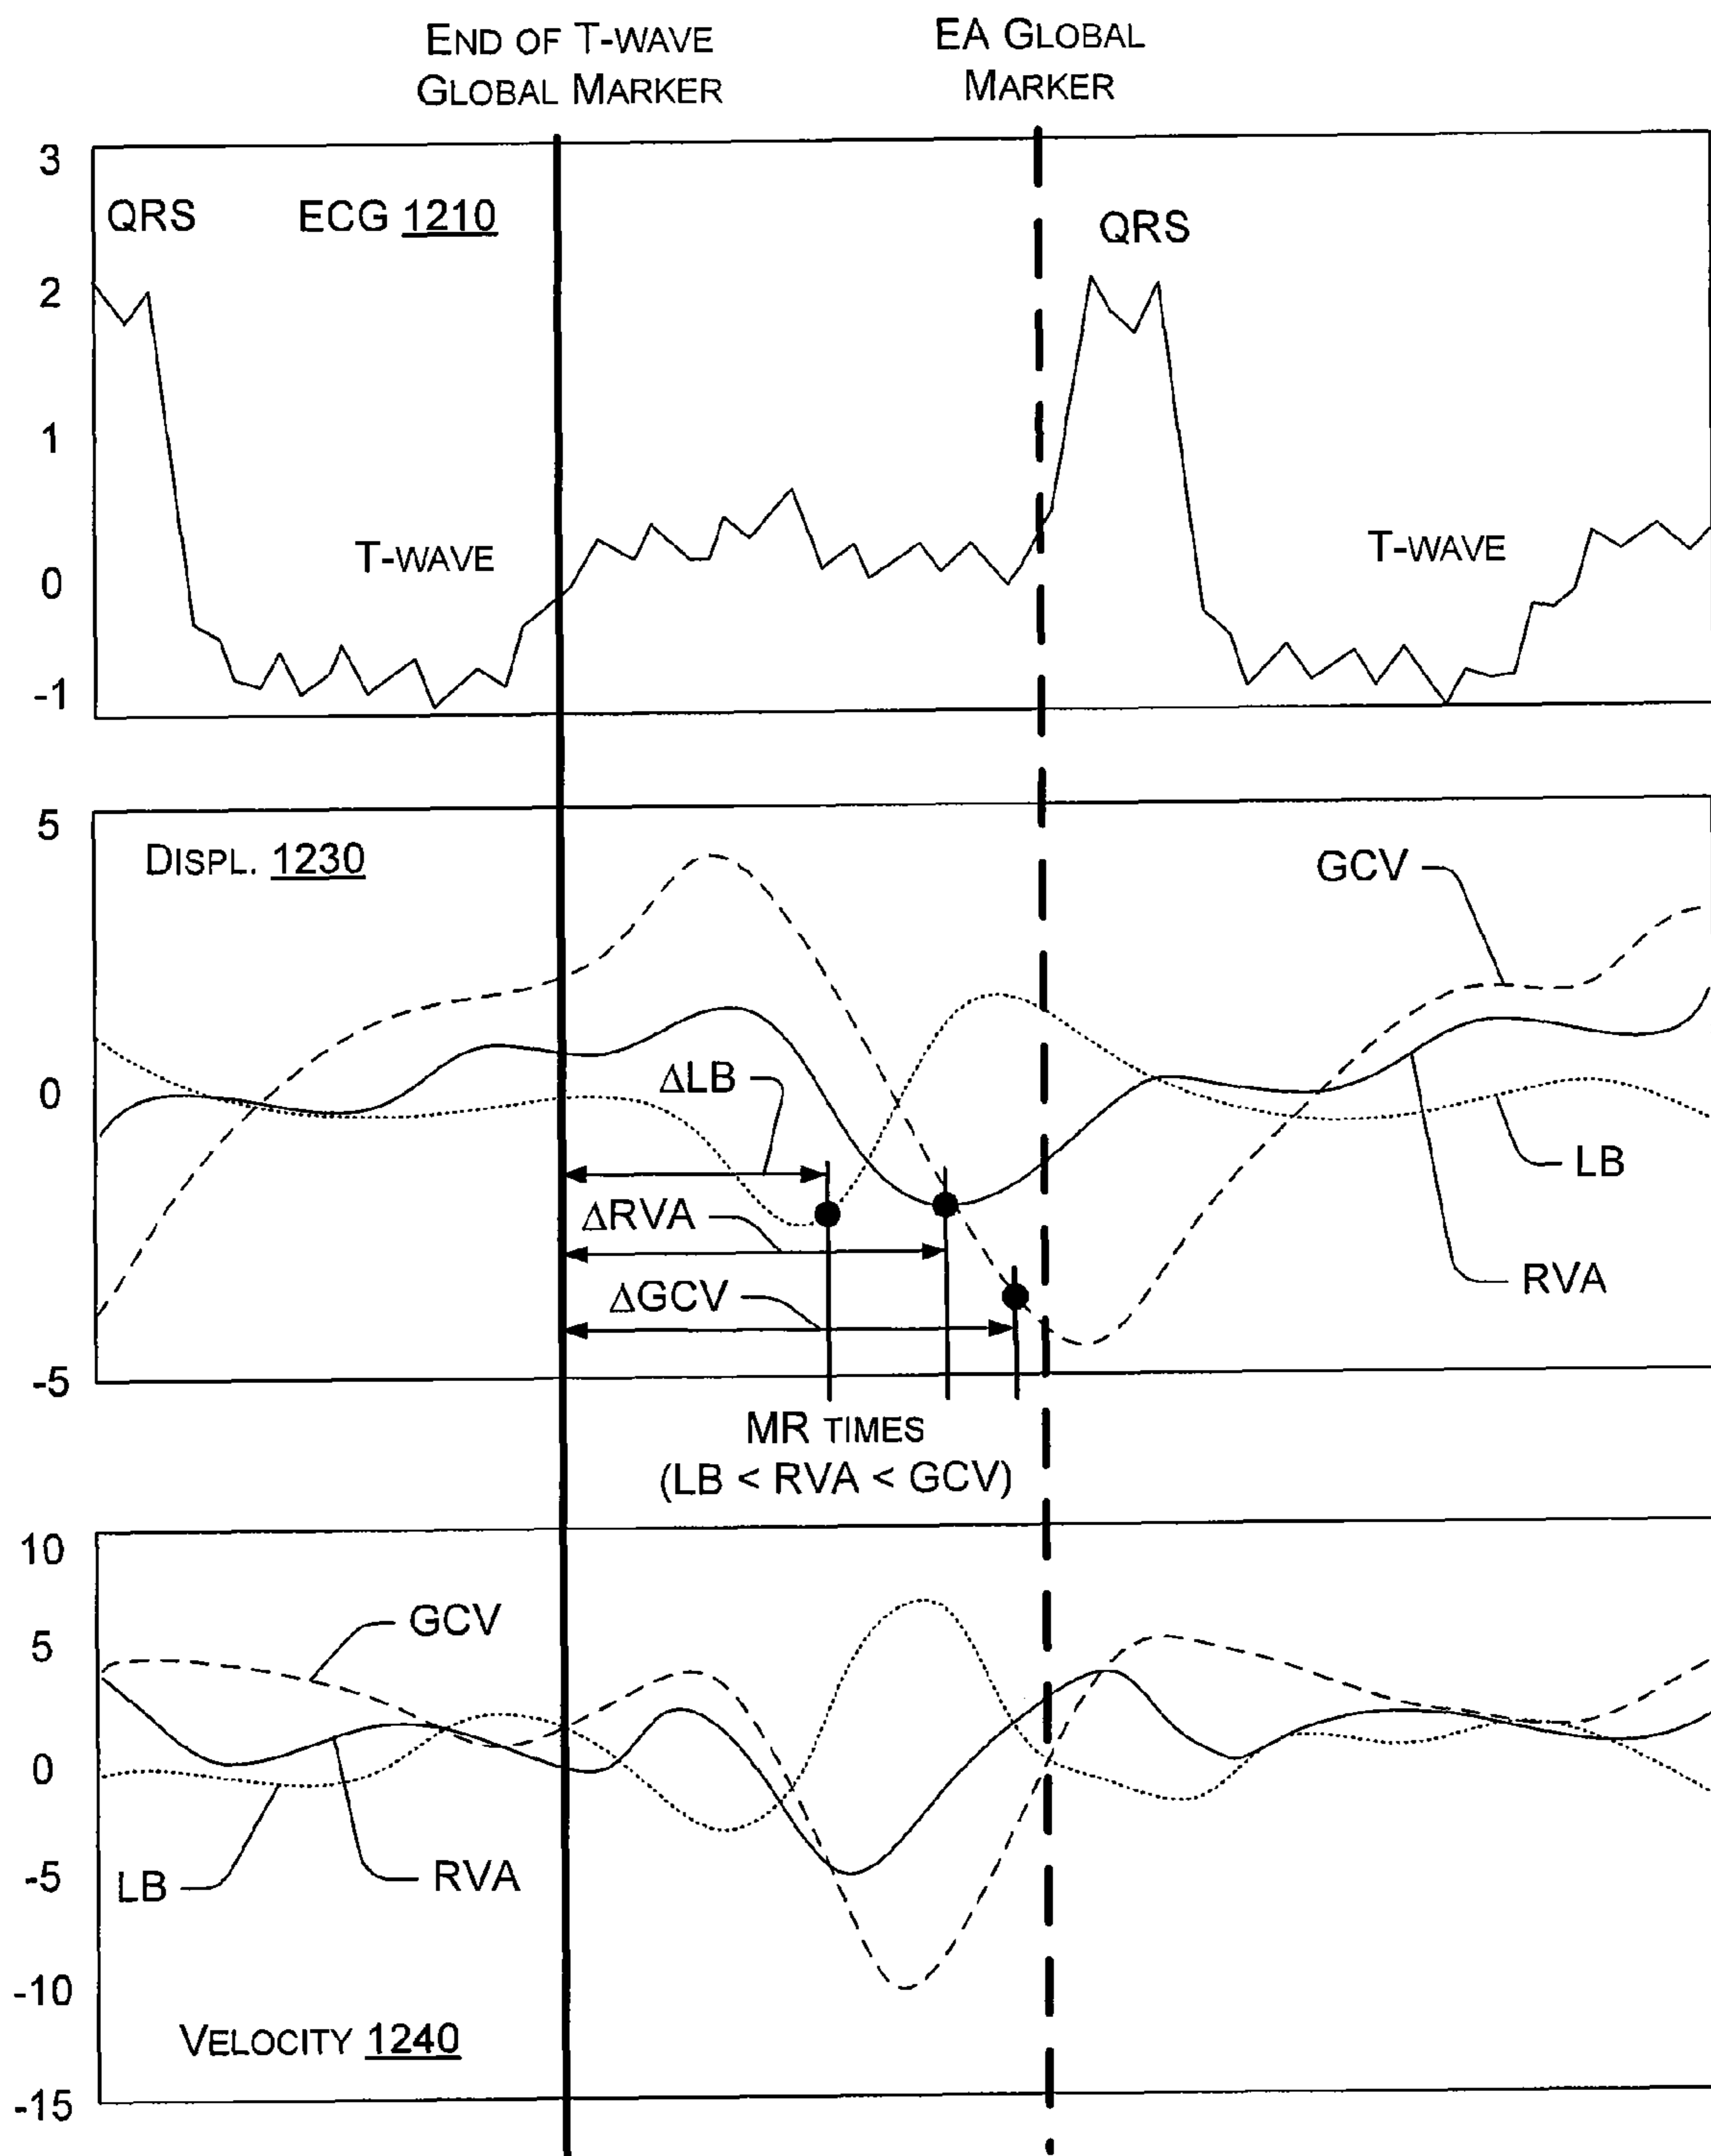 END OF T-WAVE
GLOBAL MARKER
EA GLOBAL
MARKER
3
2
1
0
-1
QRS
ECG 1210
QRS
T-WAVE
T-WAVE
5
0
-5
DISPL. 1230
GCV
ΔLB
LB
ΔRVA
RVA
ΔGCV
MR TIMES
(LB < RVA < GCV)
10
5
0
-5
-10
-15
GCV
LB
RVA
VELOCITY 1240